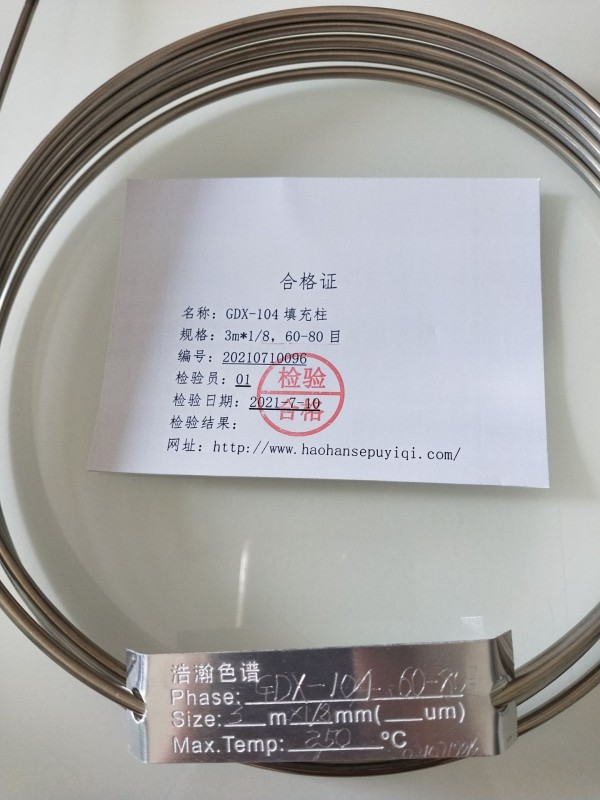 合格证
名称：GDX-104 填充柱
规格：3m*1/8，60-80 目
编号：20210710096
检验员：01
检验日期：2021-7-10
检验结果：
网址：http://www.haohansepuyiqi.com/
检验
合格
浩瀚色谱
Phase: GDX-104 60-80
Size: 3 m×1/8mm( um)
Max.Temp: 250 °C